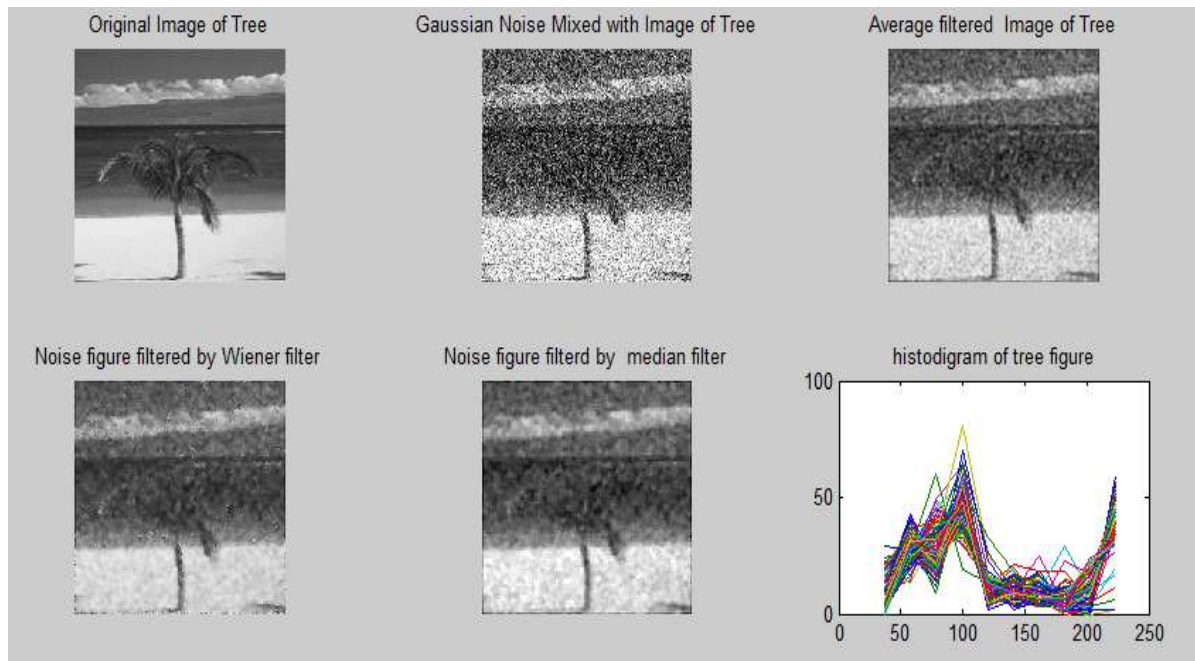 Original Image of Tree
Gaussian Noise Mixed with Image of Tree
Average filtered  Image of Tree
Noise figure filtered by Wiener filter
Noise figure filterd by  median filter
histodigram of tree figure
100
50
0
0 50 100 150 200 250